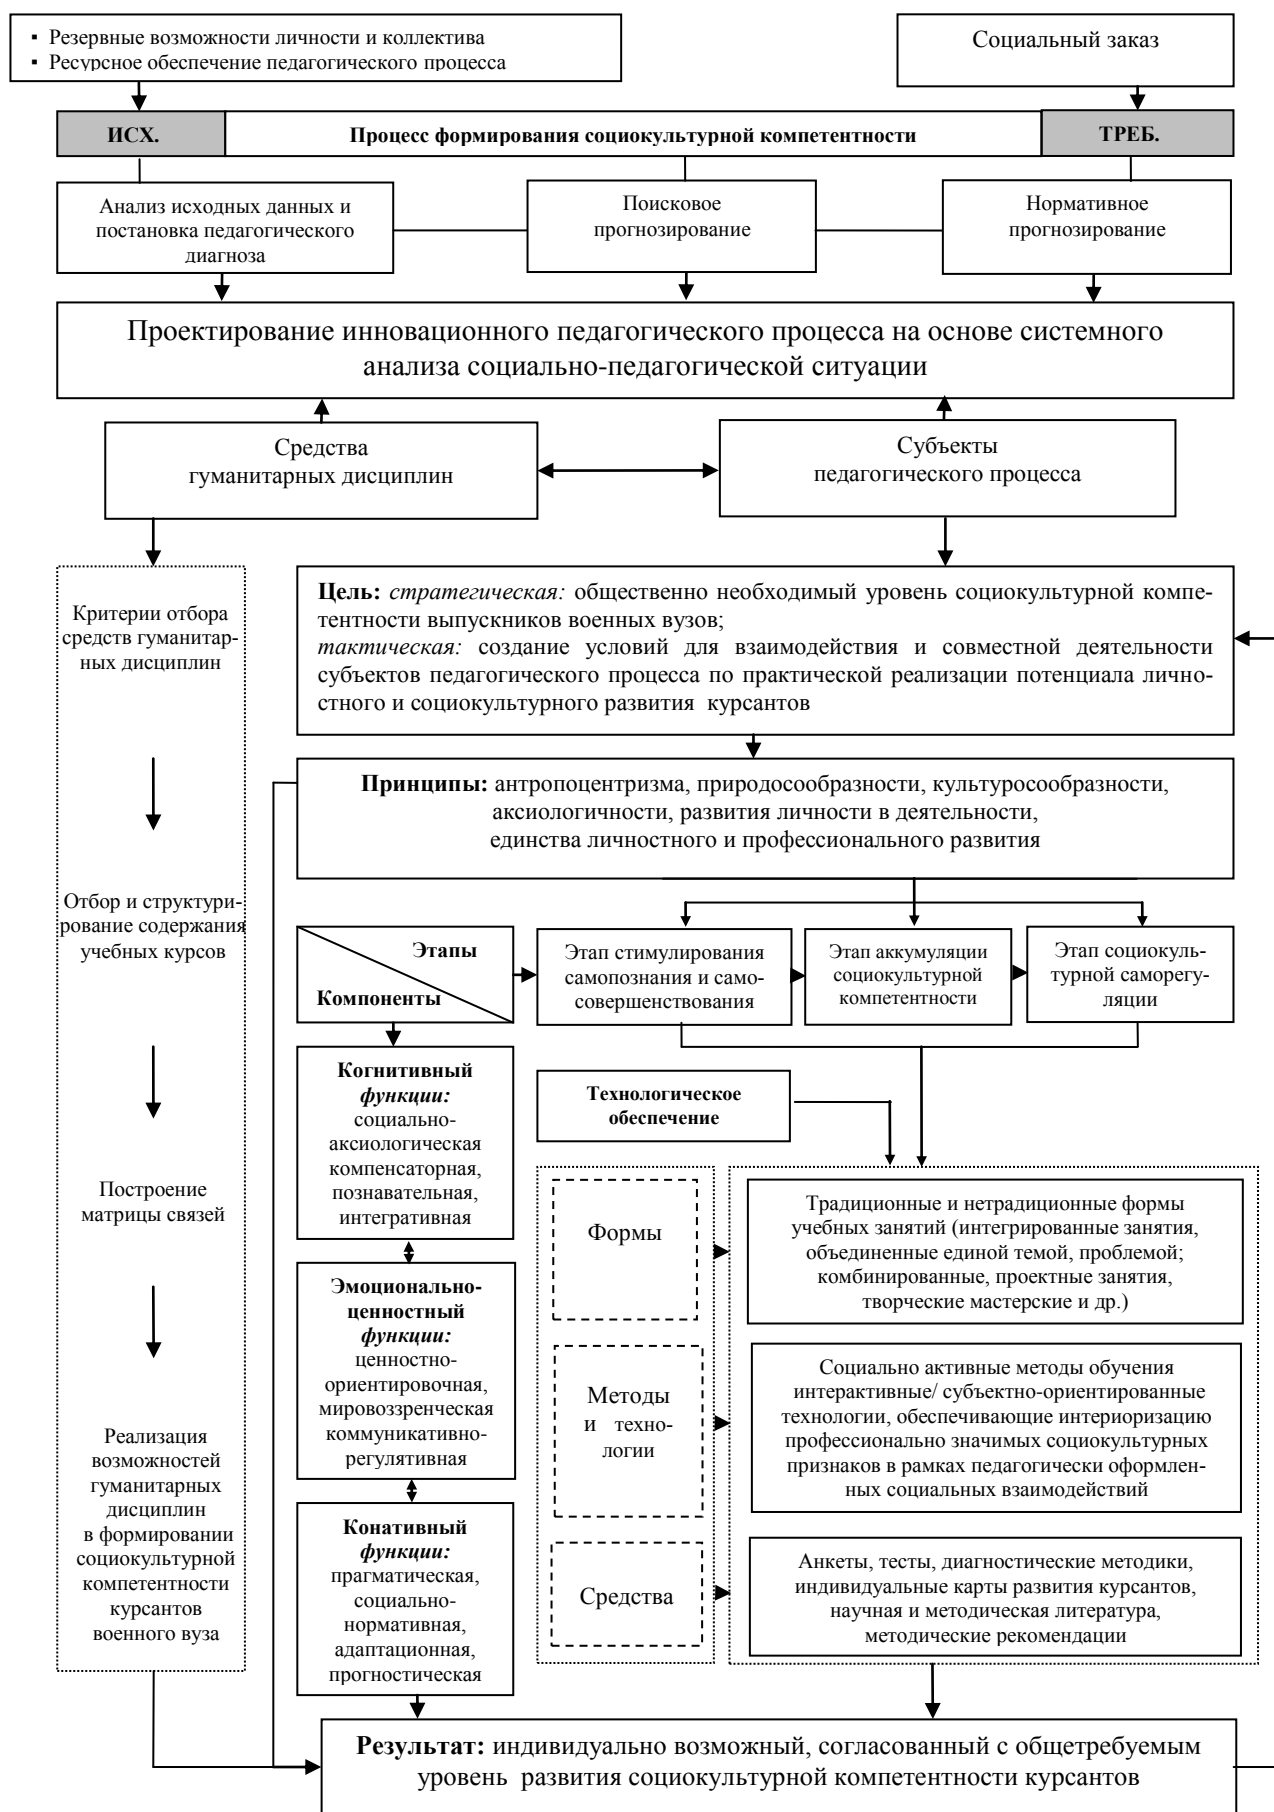 ▪ Резервные возможности личности и коллектива
▪ Ресурсное обеспечение педагогического процесса
Социальный заказ
ИСХ.
Процесс формирования социокультурной компетентности
ТРЕБ.
Анализ исходных данных и
постановка педагогического
диагноза
Поисковое
прогнозирование
Нормативное
прогнозирование
Проектирование инновационного педагогического процесса на основе системного
анализа социально-педагогической ситуации
Средства
гуманитарных дисциплин
Субъекты
педагогического процесса
Критерии отбора
средств гуманитар-
ных дисциплин
Отбор и структури-
рование содержания
учебных курсов
Построение
матрицы связей
Реализация
возможностей
гуманитарных
дисциплин
в формировании
социокультурной
компетентности
курсантов
военного вуза
Цель: стратегическая: общественно необходимый уровень социокультурной компе-
тентности выпускников военных вузов;
тактическая: создание условий для взаимодействия и совместной деятельности
субъектов педагогического процесса по практической реализации потенциала лично-
стного и социокультурного развития курсантов
Принципы: антропоцентризма, природосообразности, культуросообразности,
аксиологичности, развития личности в деятельности,
единства личностного и профессионального развития
Этапы
Компоненты
Этап стимулирования
самопознания и само-
совершенствования
Этап аккумуляции
социокультурной
компетентности
Этап социокуль-
турной саморегу-
ляции
Когнитивный
функции:
социально-
аксиологическая
компенсаторная,
познавательная,
интегративная
Эмоционально-
ценностный
функции:
ценностно-
ориентировочная,
мировоззренческая
коммуникативно-
регулятивная
Конативный
функции:
прагматическая,
социально-
нормативная,
адаптационная,
прогностическая
Технологическое
обеспечение
Формы
Традиционные и нетрадиционные формы
учебных занятий (интегрированные занятия,
объединенные единой темой, проблемой;
комбинированные, проектные занятия,
творческие мастерские и др.)
Методы
и техно-
логии
Социально активные методы обучения
интерактивные/ субъектно-ориентированные
технологии, обеспечивающие интериоризацию
профессионально значимых социокультурных
признаков в рамках педагогически оформлен-
ных социальных взаимодействий
Средства
Анкеты, тесты, диагностические методики,
индивидуальные карты развития курсантов,
научная и методическая литература,
методические рекомендации
Результат: индивидуально возможный, согласованный с общетребуемым
уровень развития социокультурной компетентности курсантов